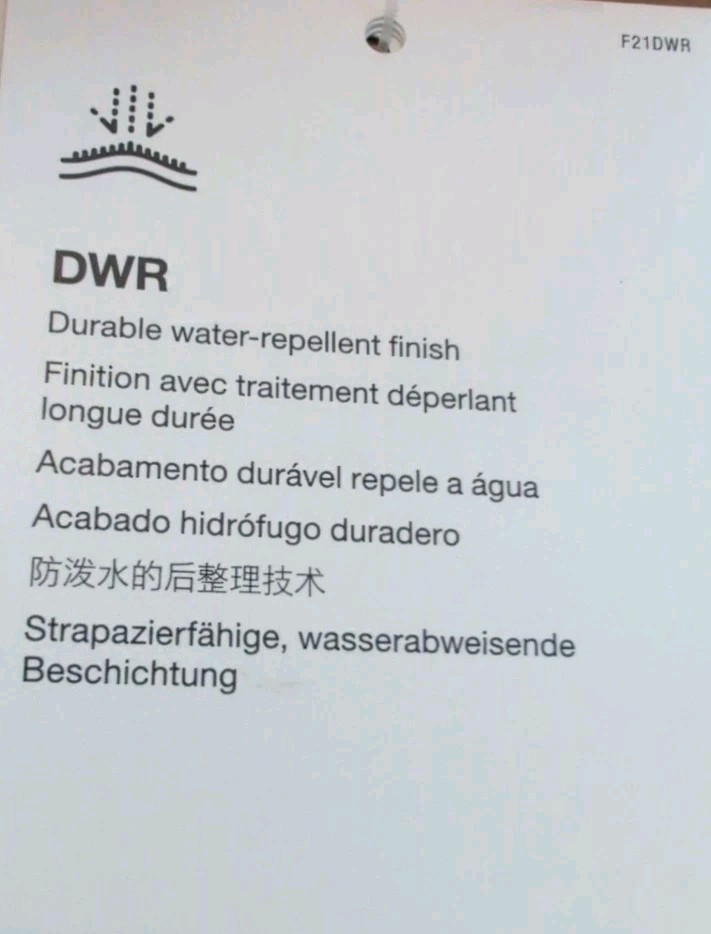 F21DWR
DWR
Durable water-repellent finish
Finition avec traitement déperlant
longue durée
Acabamento durável repele a água
Acabado hidrófugo duradero
防泼水的后整理技术
Strapazierfähige, wasserabweisende
Beschichtung